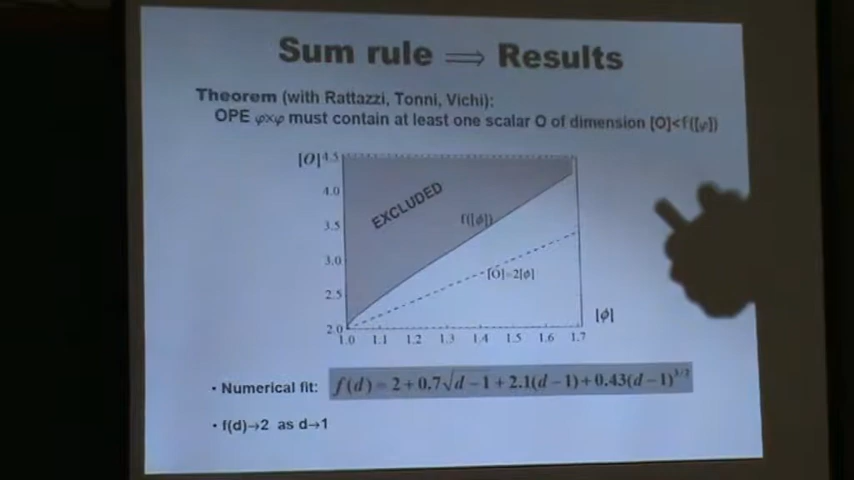 Sum rule ⟹ Results
Theorem (with Rattazzi, Tonni, Vichi):
OPE φxφ must contain at least one scalar O of dimension [O]<f([φ])
[O]
4.5
4.0
3.5
3.0
2.5
2.0
EXCLUDED
f([ϕ])
[O]=2[ϕ]
1.0 1.1 1.2 1.3 1.4 1.5 1.6 1.7
[ϕ]
• Numerical fit: f(d) = 2 + 0.7√d − 1 + 2.1(d − 1) + 0.43(d − 1)^3/2
• f(d)→2 as d→1